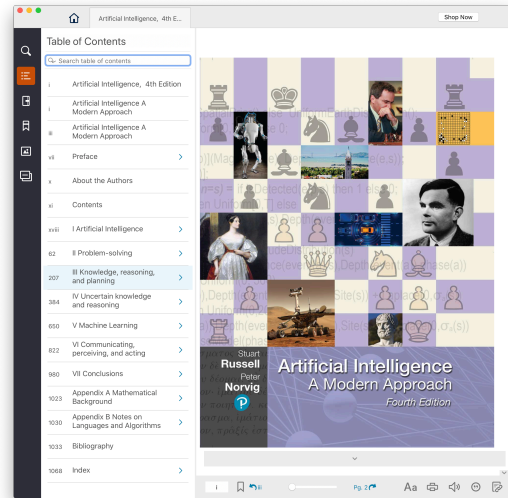 Artificial Intelligence, 4th E...
Shop Now
Table of Contents
Search table of contents
i Artificial Intelligence, 4th Edition
i Artificial Intelligence A
Modern Approach
iii Artificial Intelligence A
Modern Approach
vii Preface
x About the Authors
xi Contents
xviii I Artificial Intelligence
62 II Problem-solving
207 III Knowledge, reasoning,
and planning
384 IV Uncertain knowledge
and reasoning
650 V Machine Learning
822 VI Communicating,
perceiving, and acting
980 VII Conclusions
1023 Appendix A Mathematical
Background
1030 Appendix B Notes on
Languages and Algorithms
1033 Bibliography
1068 Index
Stuart
Russell
Peter
Norvig
P
Artificial Intelligence
A Modern Approach
Fourth Edition
i
iii
Pg. 2
Aa